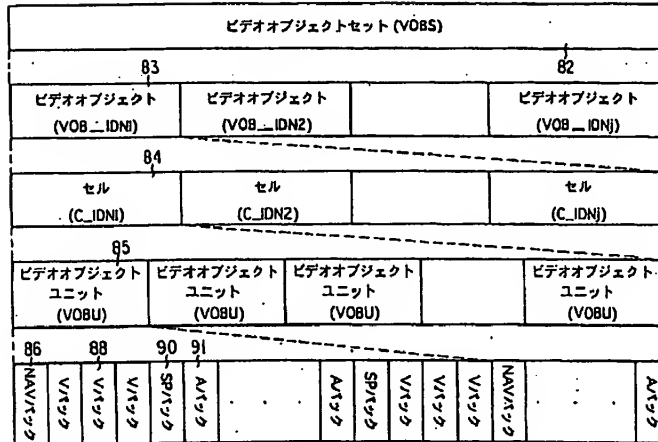 ビデオオブジェクトセット (VOBS)
83 82
ビデオオブジェクト ビデオオブジェクト ビデオオブジェクト
(VOB_IDN1) (VOB_IDN2) (VOB_IDNj)
84
セル セル セル
(C_IDN1) (C_IDN2) (C_IDNj)
85
ビデオオブジェクト ビデオオブジェクト ビデオオブジェクト ビデオオブジェクト
ユニット ユニット ユニット ユニット
(VOBU) (VOBU) (VOBU) (VOBU)
86 88 90 91
NAVパック Vパック Vパック Vパック SPパック Aパック ・ ・ ・ Aパック SPパック Vパック Vパック Vパック NAVパック ・ ・ ・ Aパック